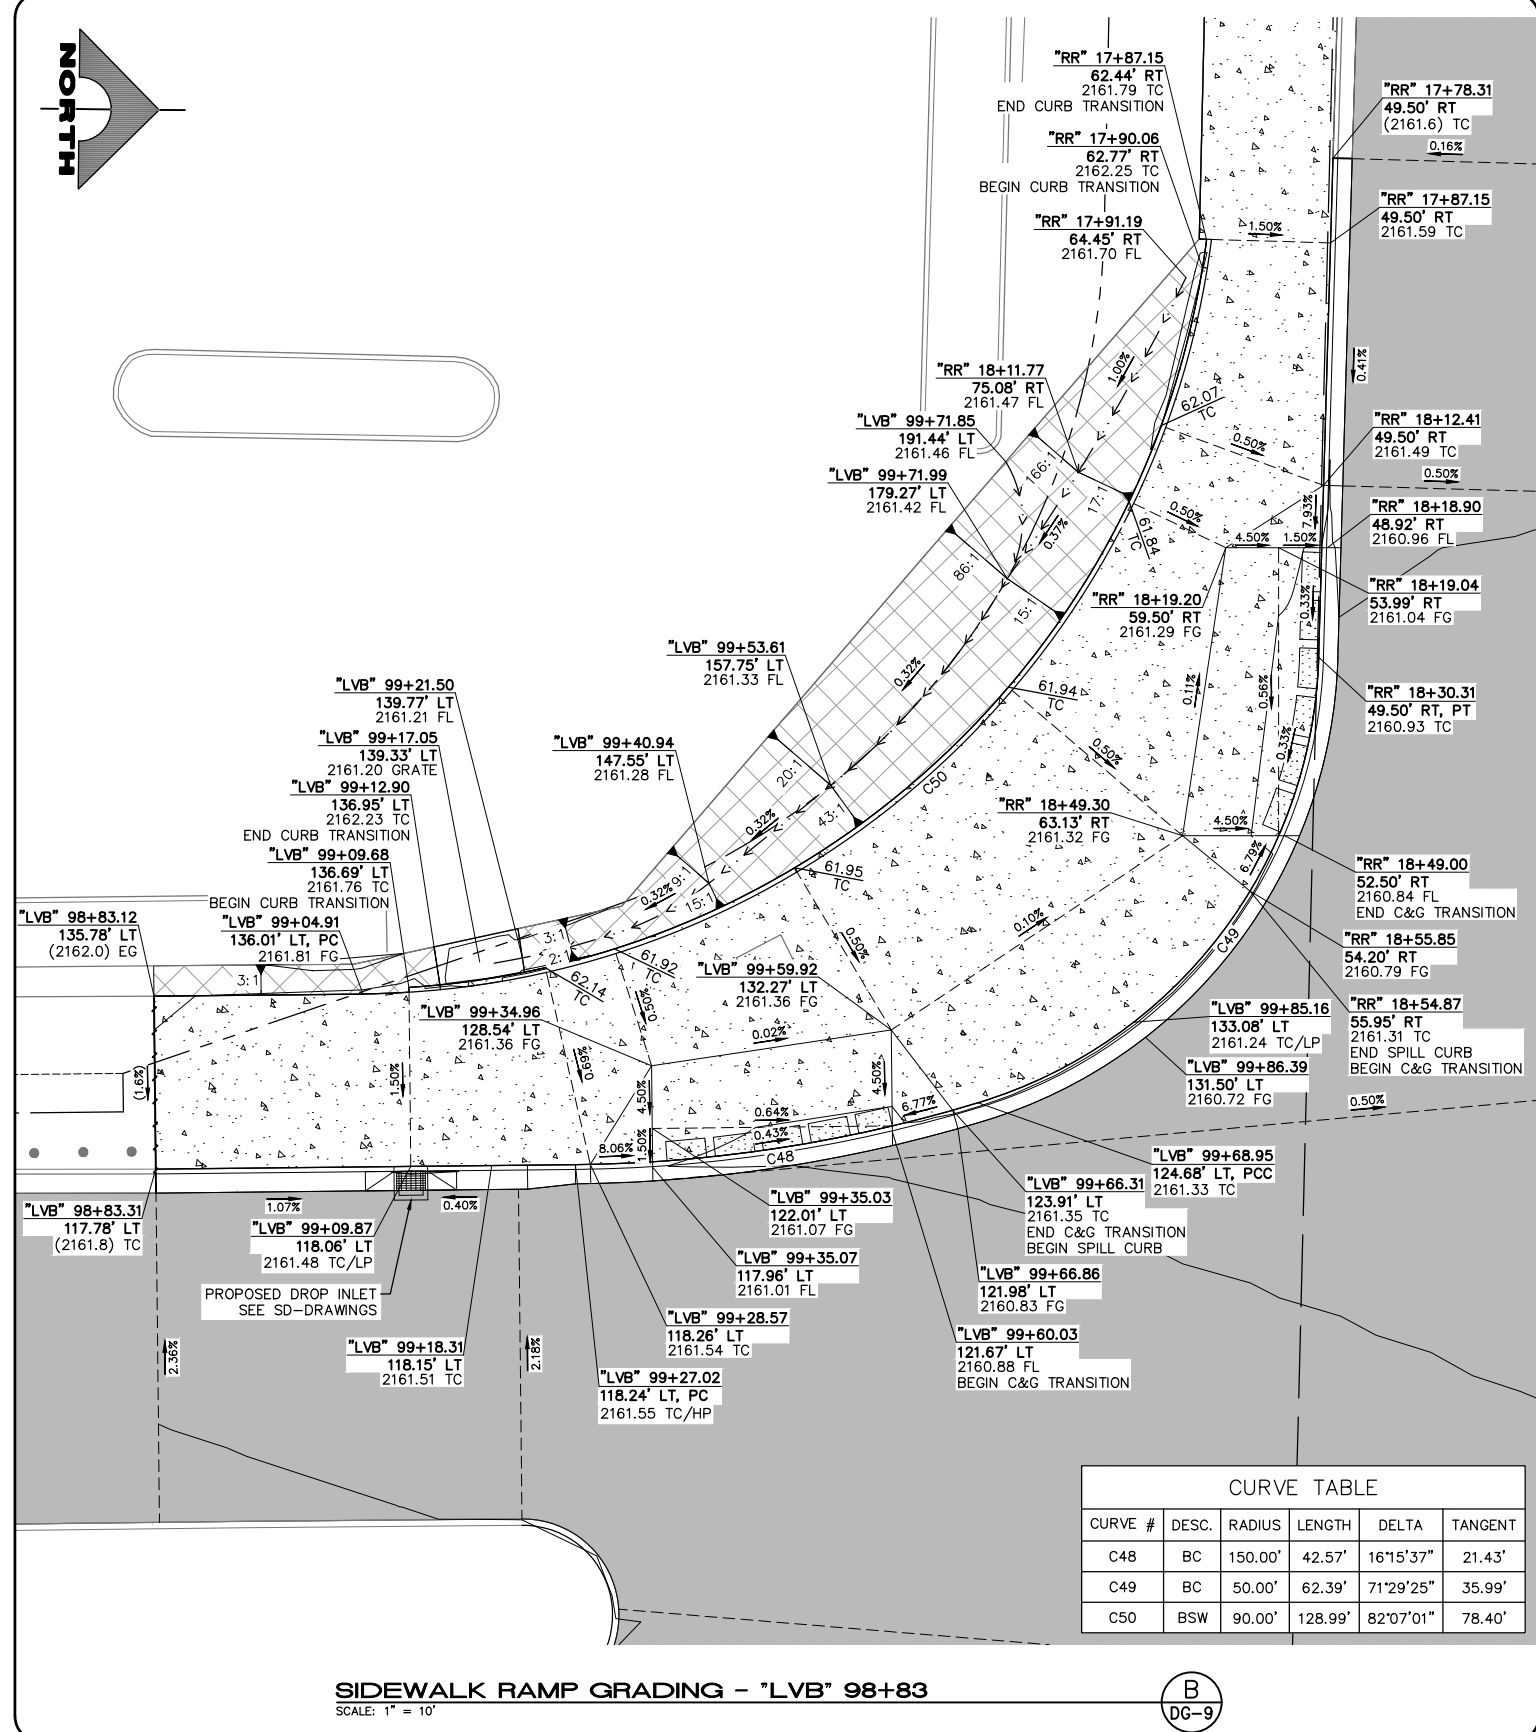 NORTH
"RR" 17+87.15
62.44' RT
2161.79 TC
END CURB TRANSITION
"RR" 17+90.06
62.77' RT
2162.25 TC
BEGIN CURB TRANSITION
"RR" 17+91.19
64.45' RT
2161.70 FL
"RR" 17+78.31
49.50' RT
(2161.6) TC
0.16%
"RR" 17+87.15
49.50' RT
2161.59 TC
1.50%
0.41%
1.00%
"RR" 18+11.77
75.08' RT
2161.47 FL
"LVB" 99+71.85
191.44' LT
2161.46 FL
"LVB" 99+71.99
179.27' LT
2161.42 FL
62.07
TC
0.50%
"RR" 18+12.41
49.50' RT
2161.49 TC
0.50%
166:1
17:1
61.84
TC
0.50%
7.93%
4.50%
1.50%
"RR" 18+18.90
48.92' RT
2160.96 FL
0.37%
86:1
15:1
"RR" 18+19.20
59.50' RT
2161.29 FG
0.33%
"RR" 18+19.04
53.99' RT
2161.04 FG
"LVB" 99+53.61
157.75' LT
2161.33 FL
0.32%
61.94
TC
0.11%
0.56%
"RR" 18+30.31
49.50' RT, PT
2160.93 TC
"LVB" 99+21.50
139.77' LT
2161.21 FL
"LVB" 99+17.05
139.33' LT
2161.20 GRATE
"LVB" 99+12.90
136.95' LT
2162.23 TC
END CURB TRANSITION
"LVB" 99+09.68
136.69' LT
2161.76 TC
BEGIN CURB TRANSITION
"LVB" 99+40.94
147.55' LT
2161.28 FL
20:1
43:1
0.32%
C50
0.50%
0.33%
"RR" 18+49.30
63.13' RT
2161.32 FG
4.50%
6.79%
"RR" 18+49.00
52.50' RT
2160.84 FL
END C&G TRANSITION
61.95
TC
9:1
15:1
0.32%
"LVB" 98+83.12
135.78' LT
(2162.0) EG
"LVB" 99+04.91
136.01' LT, PC
2161.81 FG
3:1
3:1
2:1
61.92
TC
62.14
TC
0.50%
0.10%
C49
"RR" 18+55.85
54.20' RT
2160.79 FG
"LVB" 99+59.92
132.27' LT
2161.36 FG
"LVB" 99+34.96
128.54' LT
2161.36 FG
0.50%
0.69%
0.02%
"LVB" 99+85.16
133.08' LT
2161.24 TC/LP
"RR" 18+54.87
55.95' RT
2161.31 TC
END SPILL CURB
BEGIN C&G TRANSITION
"LVB" 99+86.39
131.50' LT
2160.72 FG
(1.6%)
1.50%
4.50%
4.50%
0.50%
0.64%
6.77%
0.43%
8.06%
1.50%
C48
"LVB" 99+68.95
124.68' LT, PCC
2161.33 TC
"LVB" 99+66.31
123.91' LT
2161.35 TC
END C&G TRANSITION
BEGIN SPILL CURB
"LVB" 99+35.03
122.01' LT
2161.07 FG
1.07%
0.40%
"LVB" 98+83.31
117.78' LT
(2161.8) TC
"LVB" 99+09.87
118.06' LT
2161.48 TC/LP
"LVB" 99+35.07
117.96' LT
2161.01 FL
"LVB" 99+66.86
121.98' LT
2160.83 FG
PROPOSED DROP INLET
SEE SD-DRAWINGS
"LVB" 99+28.57
118.26' LT
2161.54 TC
"LVB" 99+60.03
121.67' LT
2160.88 FL
BEGIN C&G TRANSITION
2.36%
"LVB" 99+18.31
118.15' LT
2161.51 TC
2.18%
"LVB" 99+27.02
118.24' LT, PC
2161.55 TC/HP
CURVE TABLE
CURVE # DESC. RADIUS LENGTH DELTA TANGENT
C48 BC 150.00' 42.57' 16°15'37" 21.43'
C49 BC 50.00' 62.39' 71°29'25" 35.99'
C50 BSW 90.00' 128.99' 82°07'01" 78.40'
SIDEWALK RAMP GRADING - "LVB" 98+83
SCALE: 1" = 10'
B
DG-9